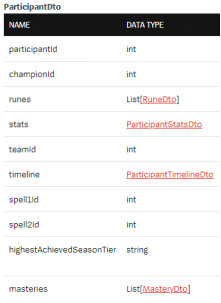 ParticipantDto
NAME DATA TYPE
participantId int
championId int
runes List[RuneDto]
stats ParticipantStatsDto
teamId int
timeline ParticipantTimelineDto
spell1Id int
spell2Id int
highestAchievedSeasonTier string
masteries List[MasteryDto]